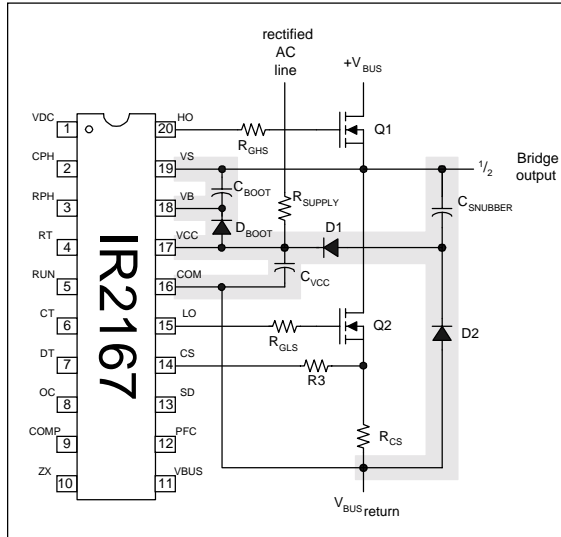 rectified
AC
line
+VBUS
VDC 1
CPH 2
RPH 3
RT 4
RUN 5
CT 6
DT 7
OC 8
COMP 9
ZX 10
IR2167
20 HO
19 VS
18 VB
17 VCC
16 COM
15 LO
14 CS
13 SD
12 PFC
11 VBUS
RGHS
Q1
CBOOT
DBOOT
RSUPPLY
D1
CVCC
1/2 Bridge
output
CSNUBBER
RGLS
Q2
D2
R3
RCS
VBUS return